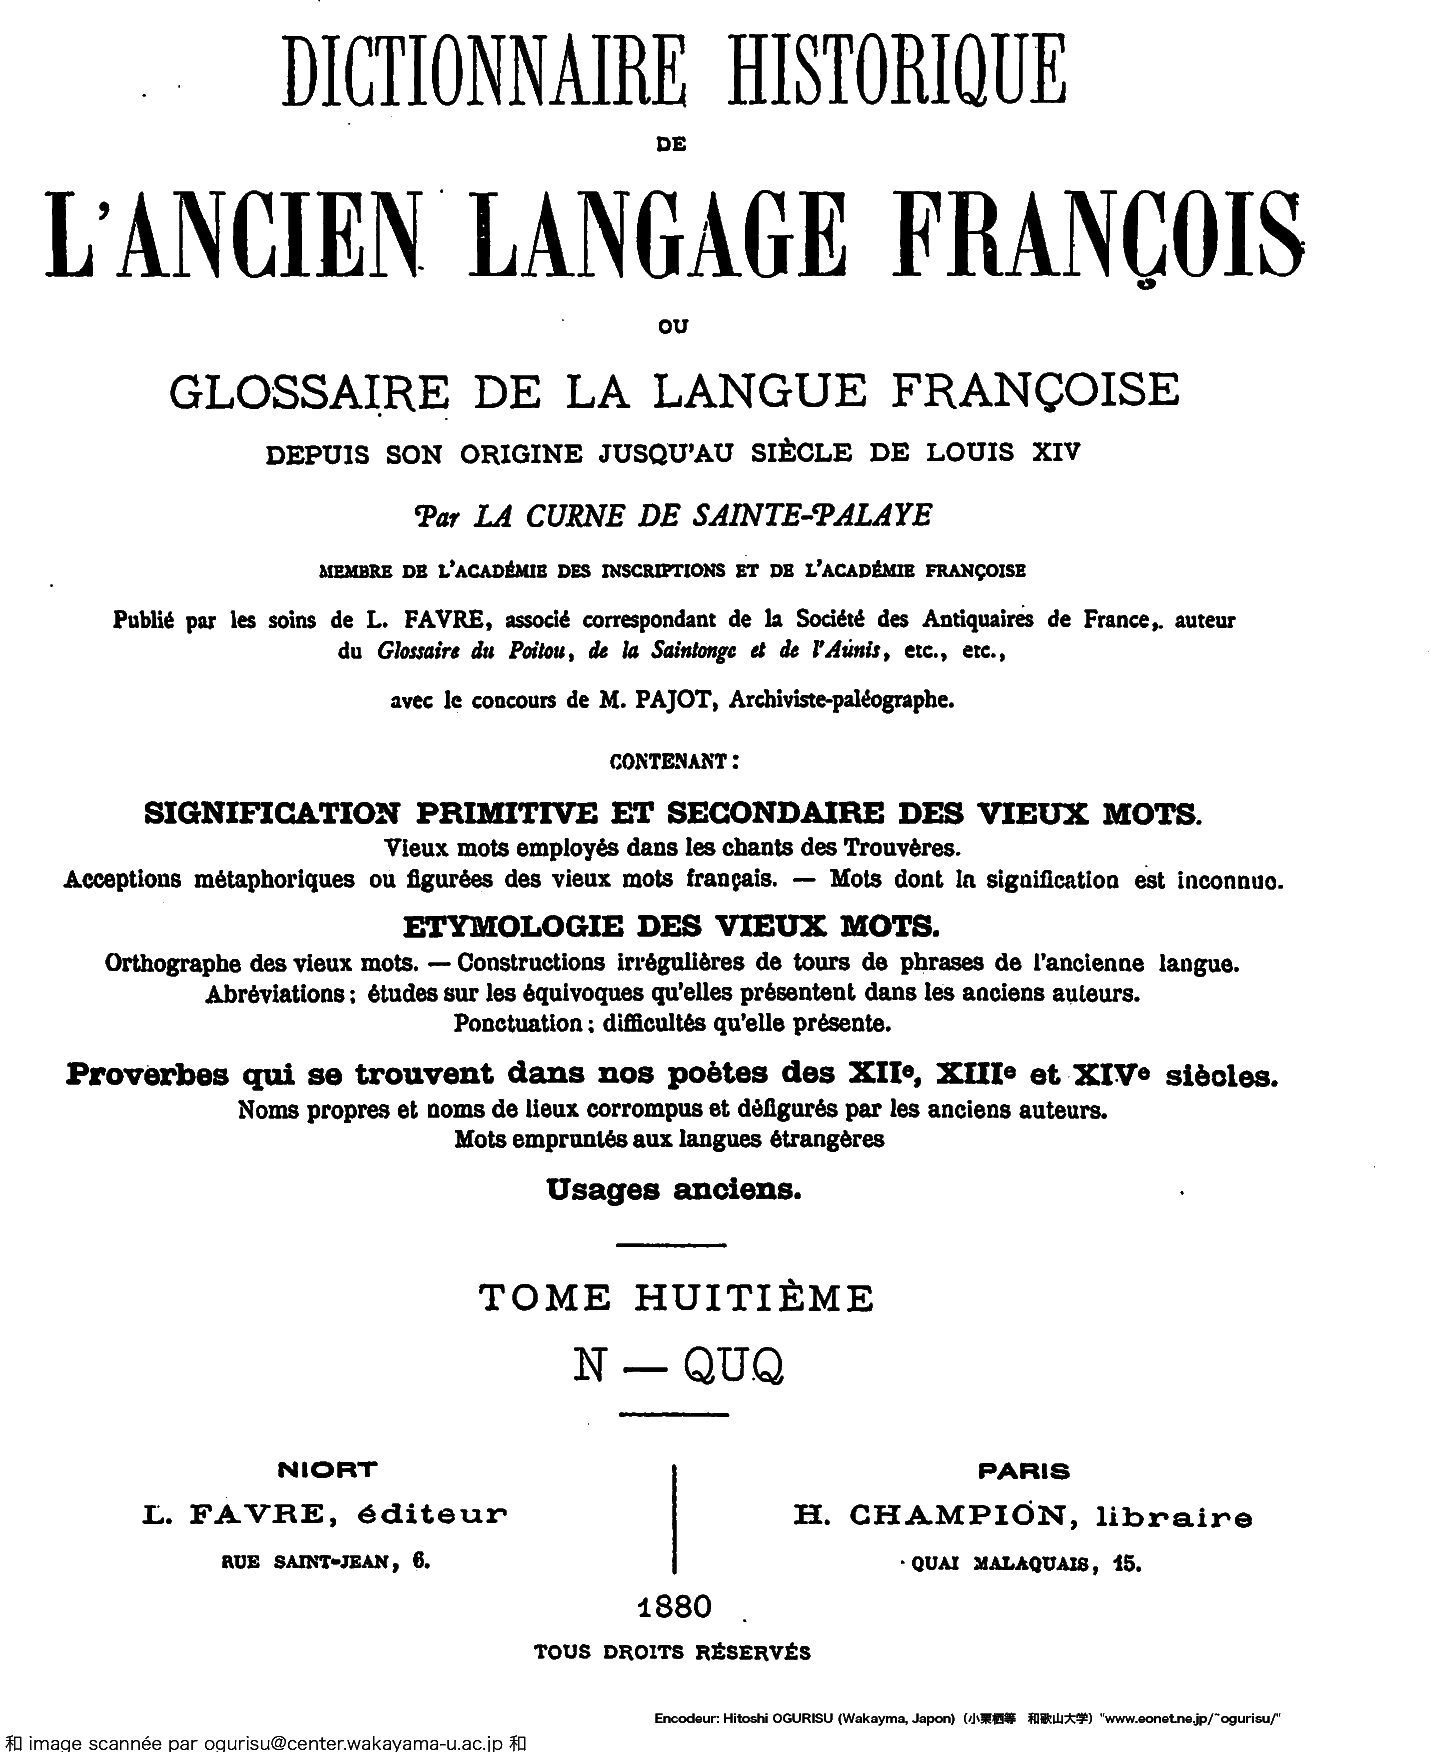 DICTIONNAIRE HISTORIQUE
DE
L'ANCIEN LANGAGE FRANÇOIS
OU
GLOSSAIRE DE LA LANGUE FRANÇOISE
DEPUIS SON ORIGINE JUSQU'AU SIÈCLE DE LOUIS XIV
Par LA CURNE DE SAINTE-PALAYE
MEMBRE DE L'ACADÉMIE DES INSCRIPTIONS ET DE L'ACADÉMIE FRANÇOISE
Publié par les soins de L. FAVRE, associé correspondant de la Société des Antiquaires de France, auteur
du Glossaire du Poitou, de la Saintonge et de l'Aunis, etc., etc.,
avec le concours de M. PAJOT, Archiviste-paléographe.
CONTENANT :
SIGNIFICATION PRIMITIVE ET SECONDAIRE DES VIEUX MOTS.
Vieux mots employés dans les chants des Trouvères.
Acceptions métaphoriques ou figurées des vieux mots français. — Mots dont la signification est inconnue.
ETYMOLOGIE DES VIEUX MOTS.
Orthographe des vieux mots. — Constructions irrégulières de tours de phrases de l'ancienne langue.
Abréviations ; études sur les équivoques qu'elles présentent dans les anciens auteurs.
Ponctuation ; difficultés qu'elle présente.
Proverbes qui se trouvent dans nos poètes des XIIe, XIIIe et XIVe siècles.
Noms propres et noms de lieux corrompus et défigurés par les anciens auteurs.
Mots empruntés aux langues étrangères
Usages anciens.
TOME HUITIÈME
N — QUQ
NIORT
L. FAVRE, éditeur
RUE SAINT-JEAN, 6.
PARIS
H. CHAMPION, libraire
QUAI MALAQUAIS, 15.
1880
TOUS DROITS RÉSERVÉS
Encodeur: Hitoshi OGURISU (Wakayma, Japon) (小栗栖等 和歌山大学) "www.eonet.ne.jp/~ogurisu/"
和 image scannée par ogurisu@center.wakayama-u.ac.jp 和